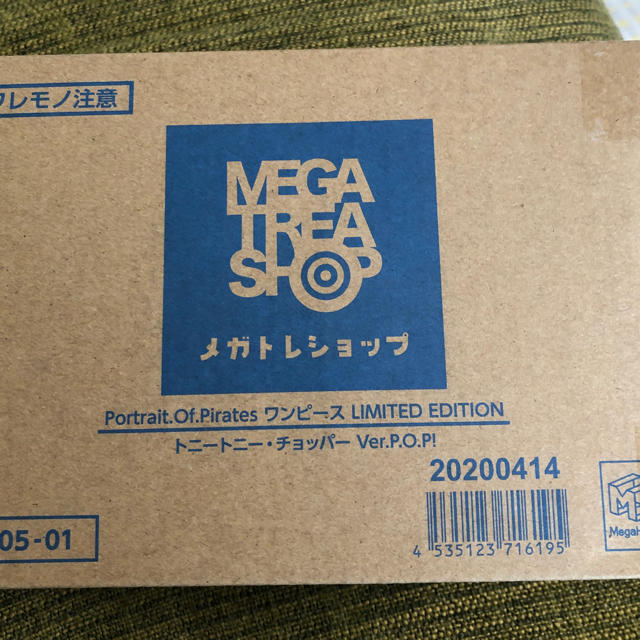 ワレモノ注意
MEGA
TREA
SHOP
メガトレショップ
Portrait.Of.Pirates ワンピース LIMITED EDITION
トニートニー・チョッパー Ver.P.O.P!
20200414
4 535123 716195
05-01